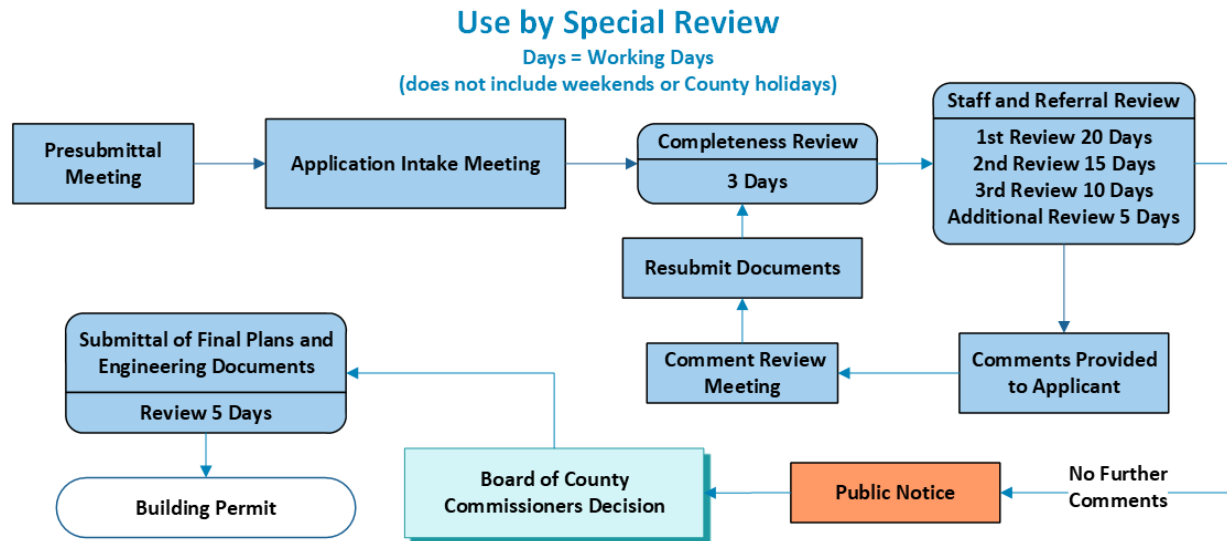 Use by Special Review
Days = Working Days
(does not include weekends or County holidays)
Presubmittal
Meeting
Application Intake Meeting
Completeness Review
3 Days
Staff and Referral Review
1st Review 20 Days
2nd Review 15 Days
3rd Review 10 Days
Additional Review 5 Days
Comments Provided
to Applicant
Comment Review
Meeting
Resubmit Documents
No Further
Comments
Public Notice
Board of County
Commissioners Decision
Submittal of Final Plans and
Engineering Documents
Review 5 Days
Building Permit